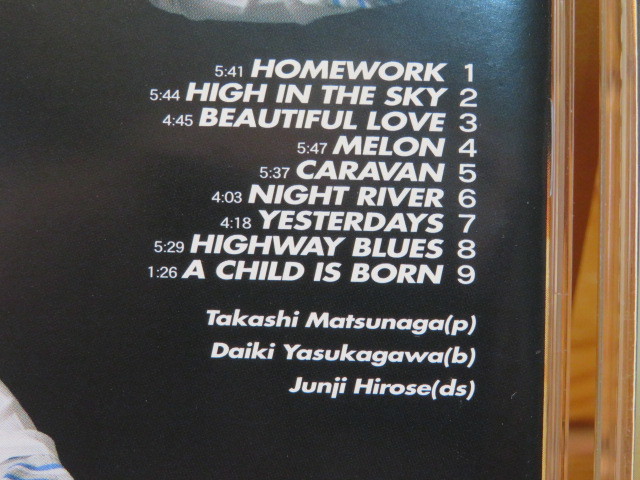 5:41 HOMEWORK 1
5:44 HIGH IN THE SKY 2
4:45 BEAUTIFUL LOVE 3
5:47 MELON 4
5:37 CARAVAN 5
4:03 NIGHT RIVER 6
4:18 YESTERDAYS 7
5:29 HIGHWAY BLUES 8
1:26 A CHILD IS BORN 9
Takashi Matsunaga(p)
Daiki Yasukagawa(b)
Junji Hirose(ds)